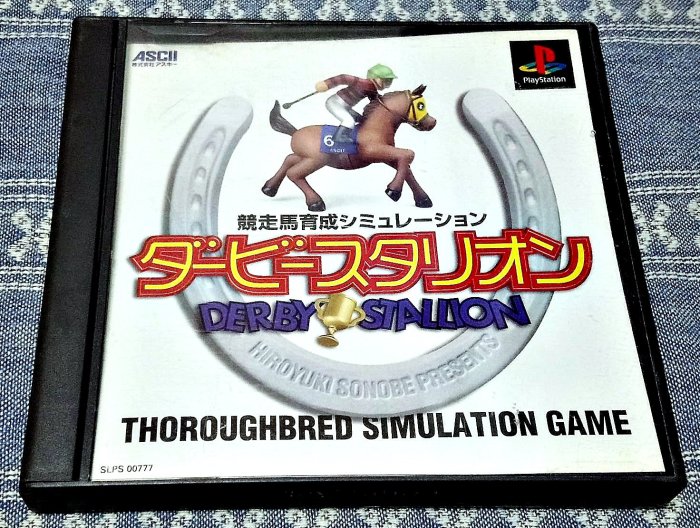 ASCII
株式会社アスキー
PlayStation
6
ASCII
競走馬育成シミュレーション
ダービースタリオン
DERBY STALLION
HIROYUKI SONOBE PRESENTS
THOROUGHBRED SIMULATION GAME
SLPS 00777